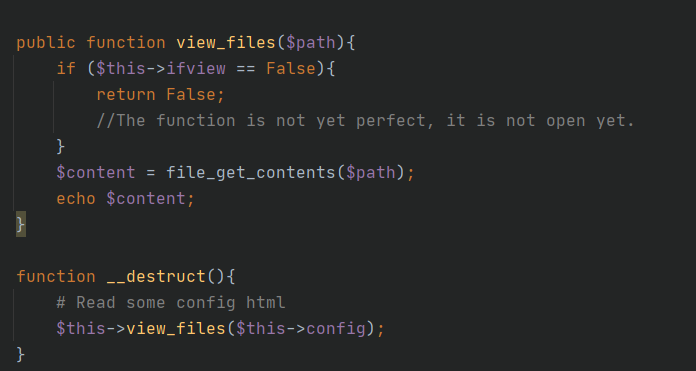 public function view_files($path){
if ($this->ifview == False){
return False;
//The function is not yet perfect, it is not open yet.
}
$content = file_get_contents($path);
echo $content;
}
function __destruct(){
# Read some config html
$this->view_files($this->config);
}